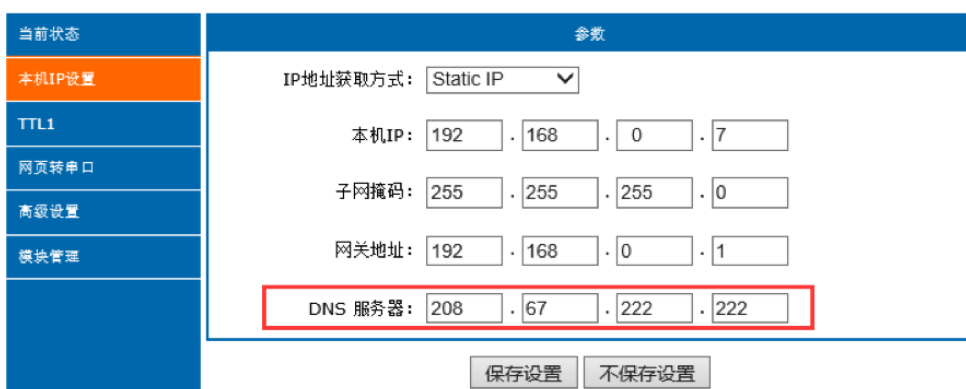 当前状态
本机IP设置
TTL1
网页转串口
高级设置
模块管理
参数
IP地址获取方式： Static IP
本机IP： 192 . 168 . 0 . 7
子网掩码： 255 . 255 . 255 . 0
网关地址： 192 . 168 . 0 . 1
DNS 服务器： 208 . 67 . 222 . 222
保存设置 不保存设置